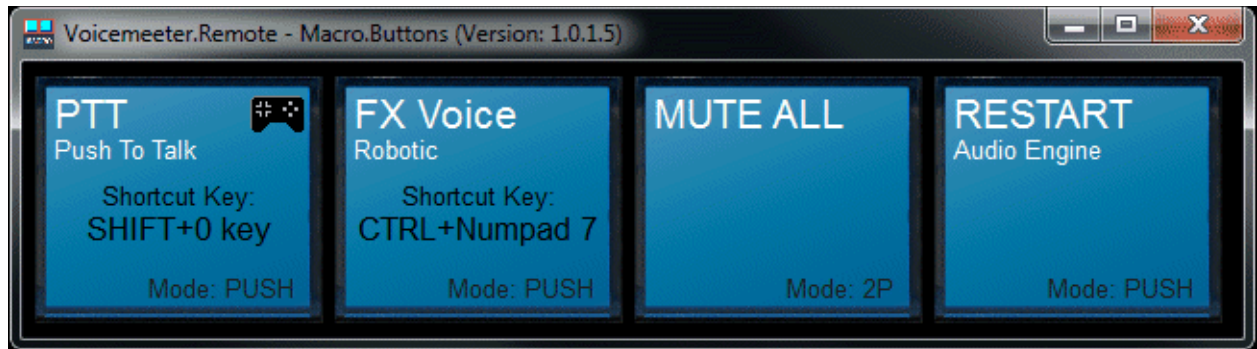 Voicemeeter.Remote - Macro.Buttons (Version: 1.0.1.5)
PTT
Push To Talk
Shortcut Key:
SHIFT+0 key
Mode: PUSH
FX Voice
Robotic
Shortcut Key:
CTRL+Numpad 7
Mode: PUSH
MUTE ALL
Mode: 2P
RESTART
Audio Engine
Mode: PUSH